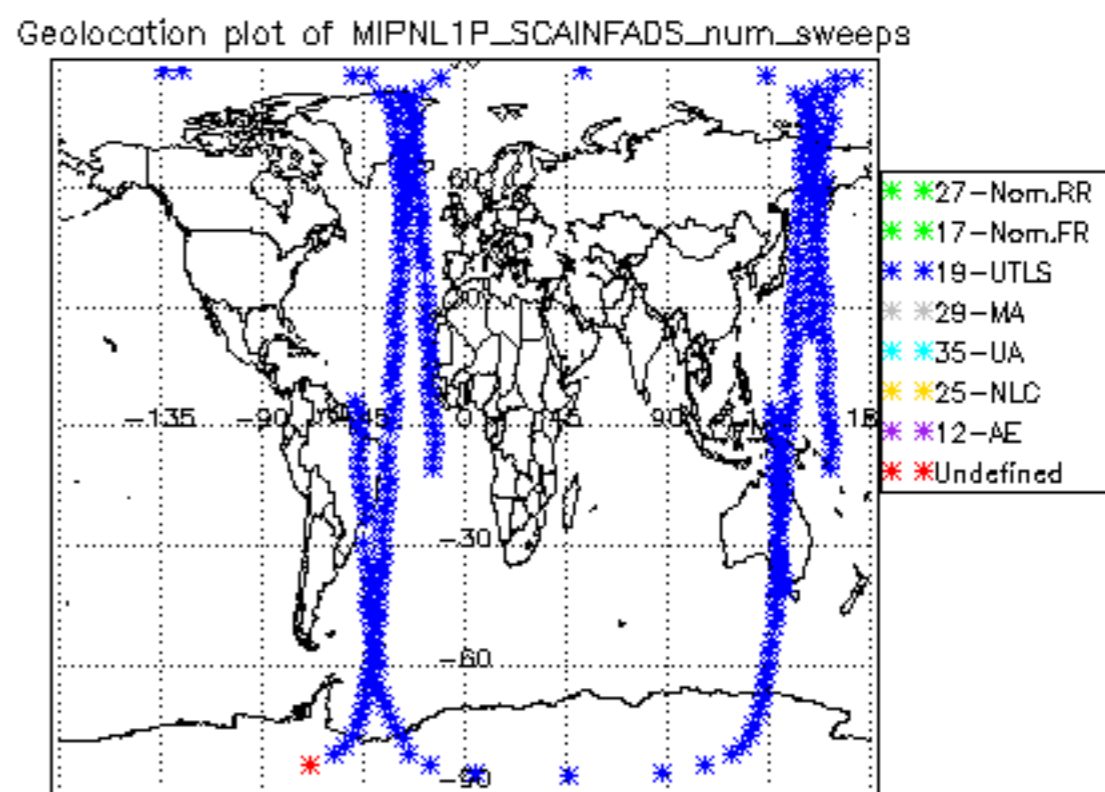 Geolocation plot of MIPNL1P_SCAINFADS_num_sweeps
60
-135 -90 -45 0 45 90
-30
-60
-90
27-Nom.RR
17-Nom.FR
19-UTLS
29-MA
35-UA
25-NLC
12-AE
Undefined